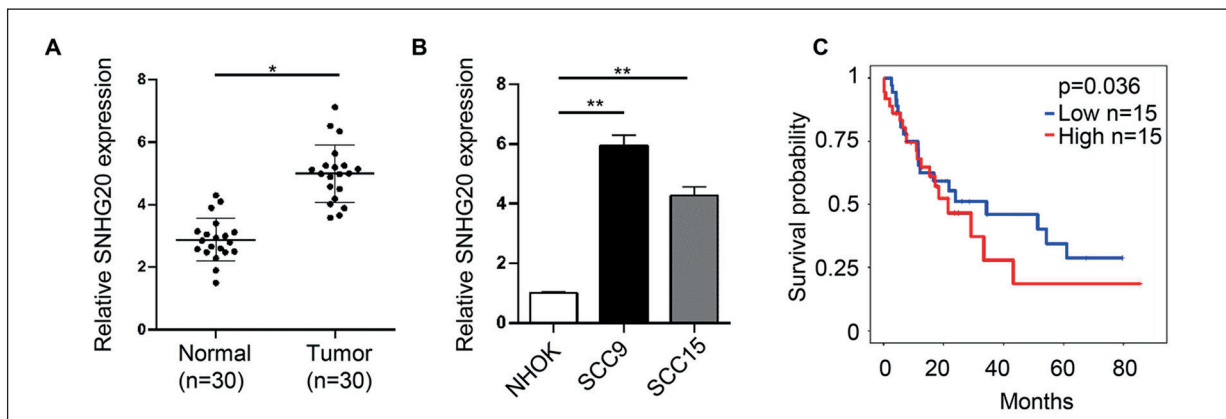 A
Relative SNHG20 expression
8
6
4
2
0
*
Normal
(n=30)
Tumor
(n=30)
B
Relative SNHG20 expression
8
6
4
2
0
**
**
NHOK
SCC9
SCC15
C
Survival probability
1
0.75
0.5
0.25
0
p=0.036
Low n=15
High n=15
0 20 40 60 80
Months